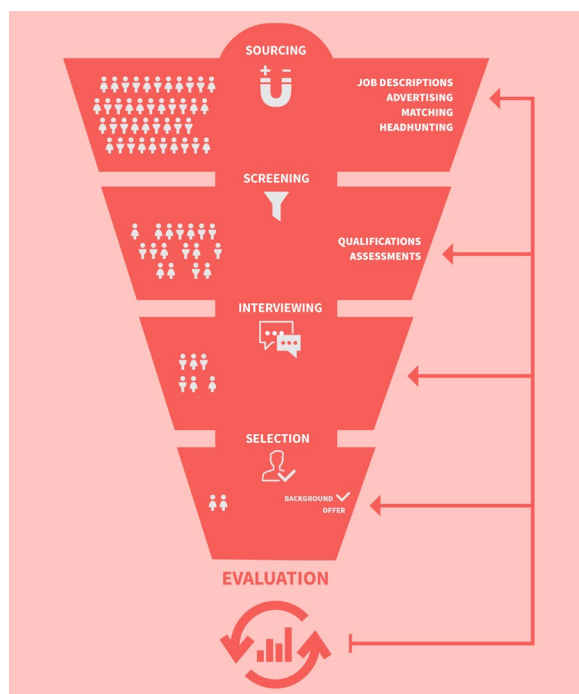 SOURCING
+ -
JOB DESCRIPTIONS
ADVERTISING
MATCHING
HEADHUNTING
SCREENING
QUALIFICATIONS
ASSESSMENTS
INTERVIEWING
SELECTION
BACKGROUND
OFFER
EVALUATION